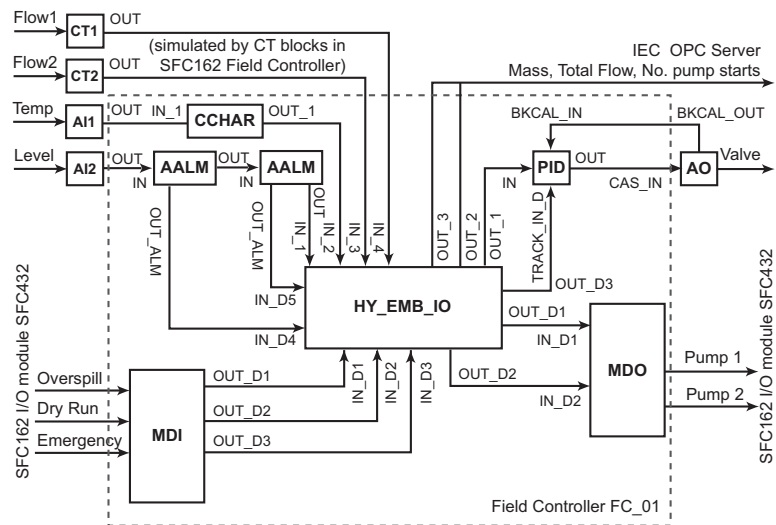 Flow1
CT1
OUT
(simulated by CT blocks in
SFC162 Field Controller)
Flow2
CT2
OUT
IEC OPC Server
Mass, Total Flow, No. pump starts
Temp
AI1
OUT
IN_1
CCHAR
OUT_1
BKCAL_IN
BKCAL_OUT
Level
AI2
OUT
IN
AALM
OUT
IN
AALM
OUT
IN
PID
OUT
CAS_IN
AO
Valve
OUT_ALM
OUT_ALM
IN_1
IN_2
IN_3
IN_4
OUT_3
OUT_2
OUT_1
TRACK_IN_D
OUT_D3
IN_D5
IN_D4
HY_EMB_IO
OUT_D1
IN_D1
OUT_D2
IN_D2
MDO
Pump 1
Pump 2
SFC162 I/O module SFC432
SFC162 I/O module SFC432
Overspill
Dry Run
Emergency
MDI
OUT_D1
OUT_D2
OUT_D3
IN_D1
IN_D2
IN_D3
Field Controller FC_01